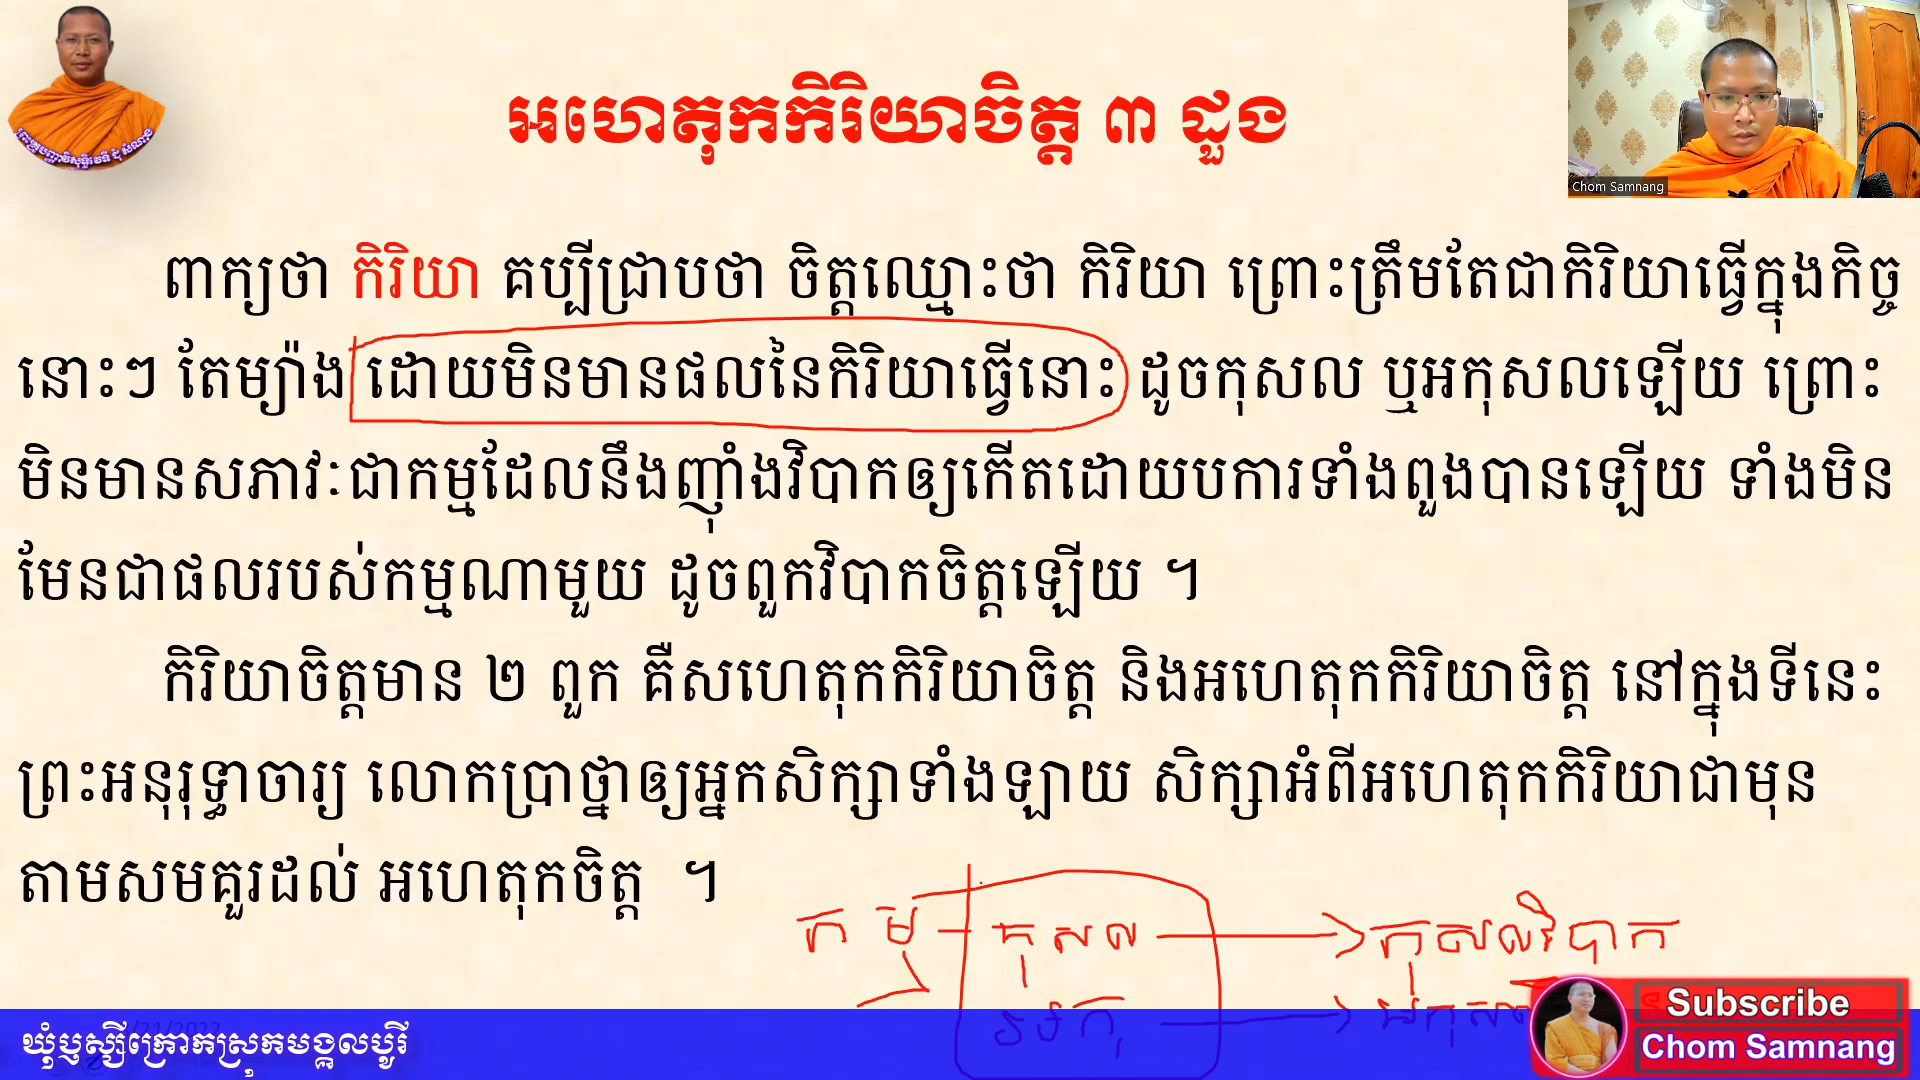 អហេតុកកិរិយាចិត្ត ៣ ដួង
Chom Samnang
ពាក្យថា កិរិយា គប្បីជ្រាបថា ចិត្តឈ្មោះថា កិរិយា ព្រោះត្រឹមតែជាកិរិយាធ្វើក្នុងកិច្ច
នោះៗ តែម្យ៉ាង ដោយមិនមានផលនៃកិរិយាធ្វើនោះ ដូចកុសល ឬអកុសលឡើយ ព្រោះ
មិនមានសភាវៈជាកម្មដែលនឹងញ៉ាំងវិបាកឲ្យកើតដោយបការទាំងពួងបានឡើយ ទាំងមិន
មែនជាផលរបស់កម្មណាមួយ ដូចពួកវិបាកចិត្តឡើយ ។
កិរិយាចិត្តមាន ២ ពួក គឺសហេតុកកិរិយាចិត្ត និងអហេតុកកិរិយាចិត្ត នៅក្នុងទីនេះ
ព្រះអនុរុទ្ធាចារ្យ លោកប្រាថ្នាឲ្យអ្នកសិក្សាទាំងឡាយ សិក្សាអំពីអហេតុកកិរិយាជាមុន
តាមសមគួរដល់ អហេតុកចិត្ត ។
កម្ម កុសល កុសលវិបាក
Subscribe
Chom Samnang